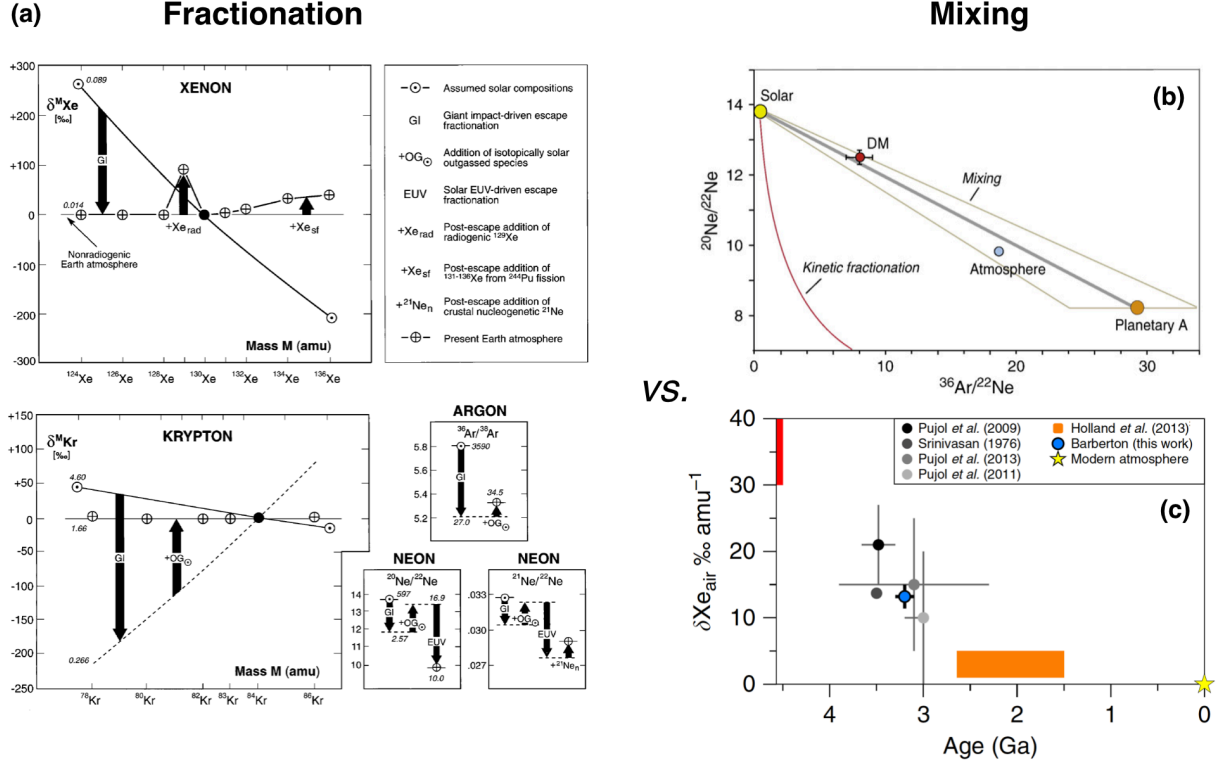 (a)
Fractionation
Mixing
+300
+200
+100
0
-100
-200
-300
XENON
δᴹXe
[‰]
0.089
GI
0.014
+Xe_rad
+Xe_sf
Nonradiogenic
Earth atmosphere
Mass M (amu)
¹²⁴Xe ¹²⁶Xe ¹²⁸Xe ¹³⁰Xe ¹³²Xe ¹³⁴Xe ¹³⁶Xe
Assumed solar compositions
GI Giant impact-driven escape
fractionation
+OG⊙ Addition of isotopically solar
outgassed species
EUV Solar EUV-driven escape
fractionation
+Xe_rad Post-escape addition of
radiogenic ¹²⁹Xe
+Xe_sf Post-escape addition of
¹³¹⁻¹³⁶Xe from ²⁴⁴Pu fission
+²¹Ne_n Post-escape addition of
crustal nucleogenetic ²¹Ne
Present Earth atmosphere
+150
+100
+50
0
-50
-100
-150
-200
-250
KRYPTON
δᴹKr
[‰]
4.60
1.66
GI
+OG⊙
0.266
Mass M (amu)
⁷⁸Kr ⁸⁰Kr ⁸²Kr ⁸³Kr ⁸⁴Kr ⁸⁶Kr
ARGON
³⁶Ar/³⁸Ar
5.8
5.6
5.4
5.2
3590
GI
34.5
27.0
+OG⊙
NEON
²⁰Ne/²²Ne
14
13
12
11
10
597
16.9
GI
+OG⊙
2.57
EUV
10.0
NEON
²¹Ne/²²Ne
.033
.030
.027
GI
+OG⊙
EUV
+²¹Ne_n
vs.
(b)
²⁰Ne/²²Ne
14
12
10
8
Solar
DM
Mixing
Atmosphere
Kinetic fractionation
Planetary A
0 10 20 30
³⁶Ar/²²Ne
(c)
δXe_air ‰ amu⁻¹
40
30
20
10
0
Pujol et al. (2009)
Srinivasan (1976)
Pujol et al. (2013)
Pujol et al. (2011)
Holland et al. (2013)
Barberton (this work)
Modern atmosphere
4 3 2 1 0
Age (Ga)